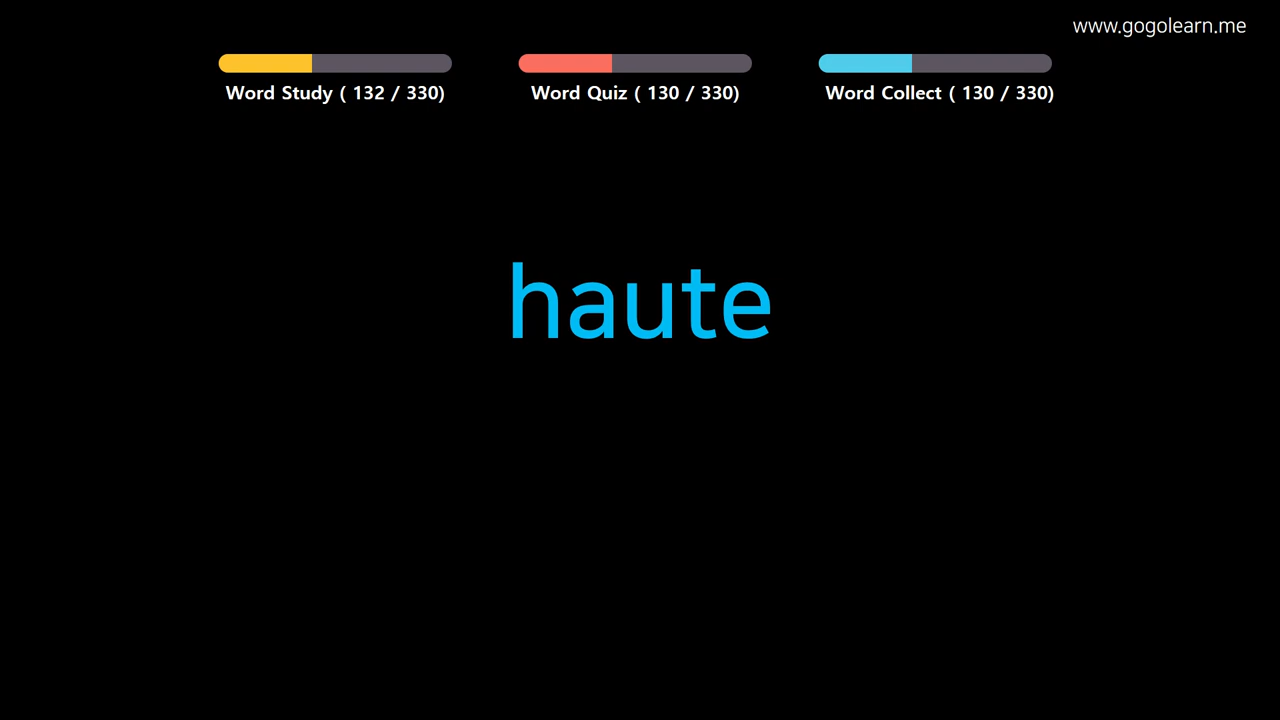 www.gogolearn.me
Word Study ( 132 / 330)
Word Quiz ( 130 / 330)
Word Collect ( 130 / 330)
haute